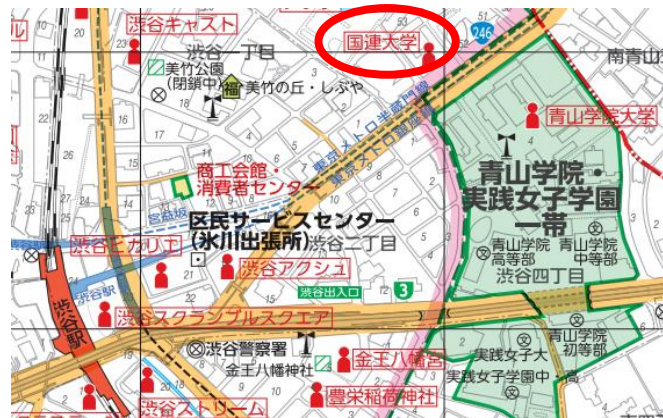 渋谷キャスト
国連大学
246
渋谷一丁目
美竹公園
(閉鎖中)
福
美竹の丘・しぶや
東京メトロ半蔵門線
東京メトロ銀座線
青山学院大学
商工会館・
消費者センター
宮益坂
青山学院・
実践女子学園
一帯
区民サービスセンター
(氷川出張所)
渋谷二丁目
渋谷ヒカリエ
渋谷アクシュ
青山学院
高等部
青山学院
中等部
渋谷四丁目
渋谷駅
渋谷出入口
3
渋谷スクランブルスクエア
渋谷警察署
金王八幡神社
金王八幡宮
青山学院
初等部
実践女子大
実践女子学園中・高
渋谷ストリーム
豊栄稲荷神社